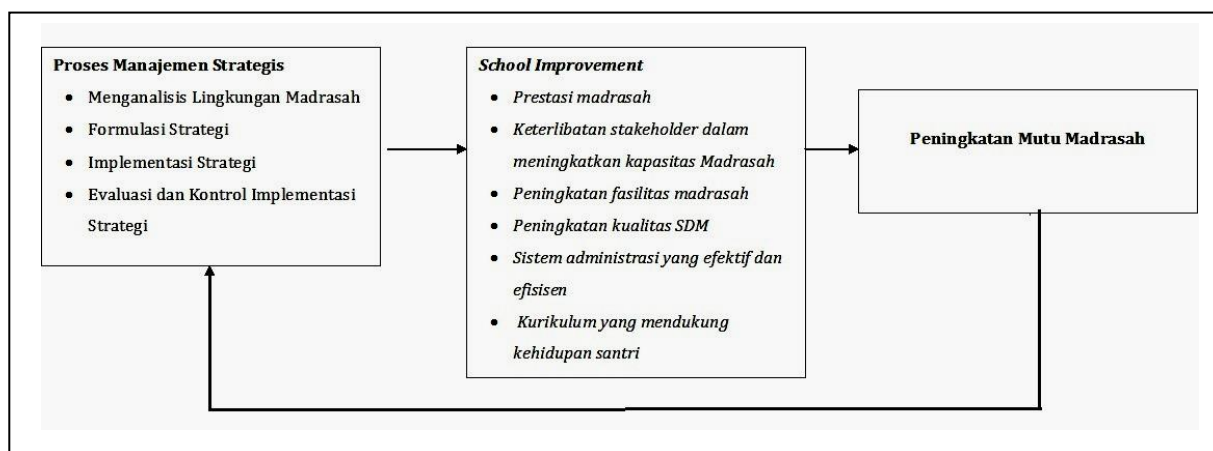 Proses Manajemen Strategis
• Menganalisis Lingkungan Madrasah
• Formulasi Strategi
• Implementasi Strategi
• Evaluasi dan Kontrol Implementasi
Strategi
School Improvement
• Prestasi madrasah
• Keterlibatan stakeholder dalam
meningkatkan kapasitas Madrasah
• Peningkatan fasilitas madrasah
• Peningkatan kualitas SDM
• Sistem administrasi yang efektif dan
efisisen
• Kurikulum yang mendukung
kehidupan santri
Peningkatan Mutu Madrasah